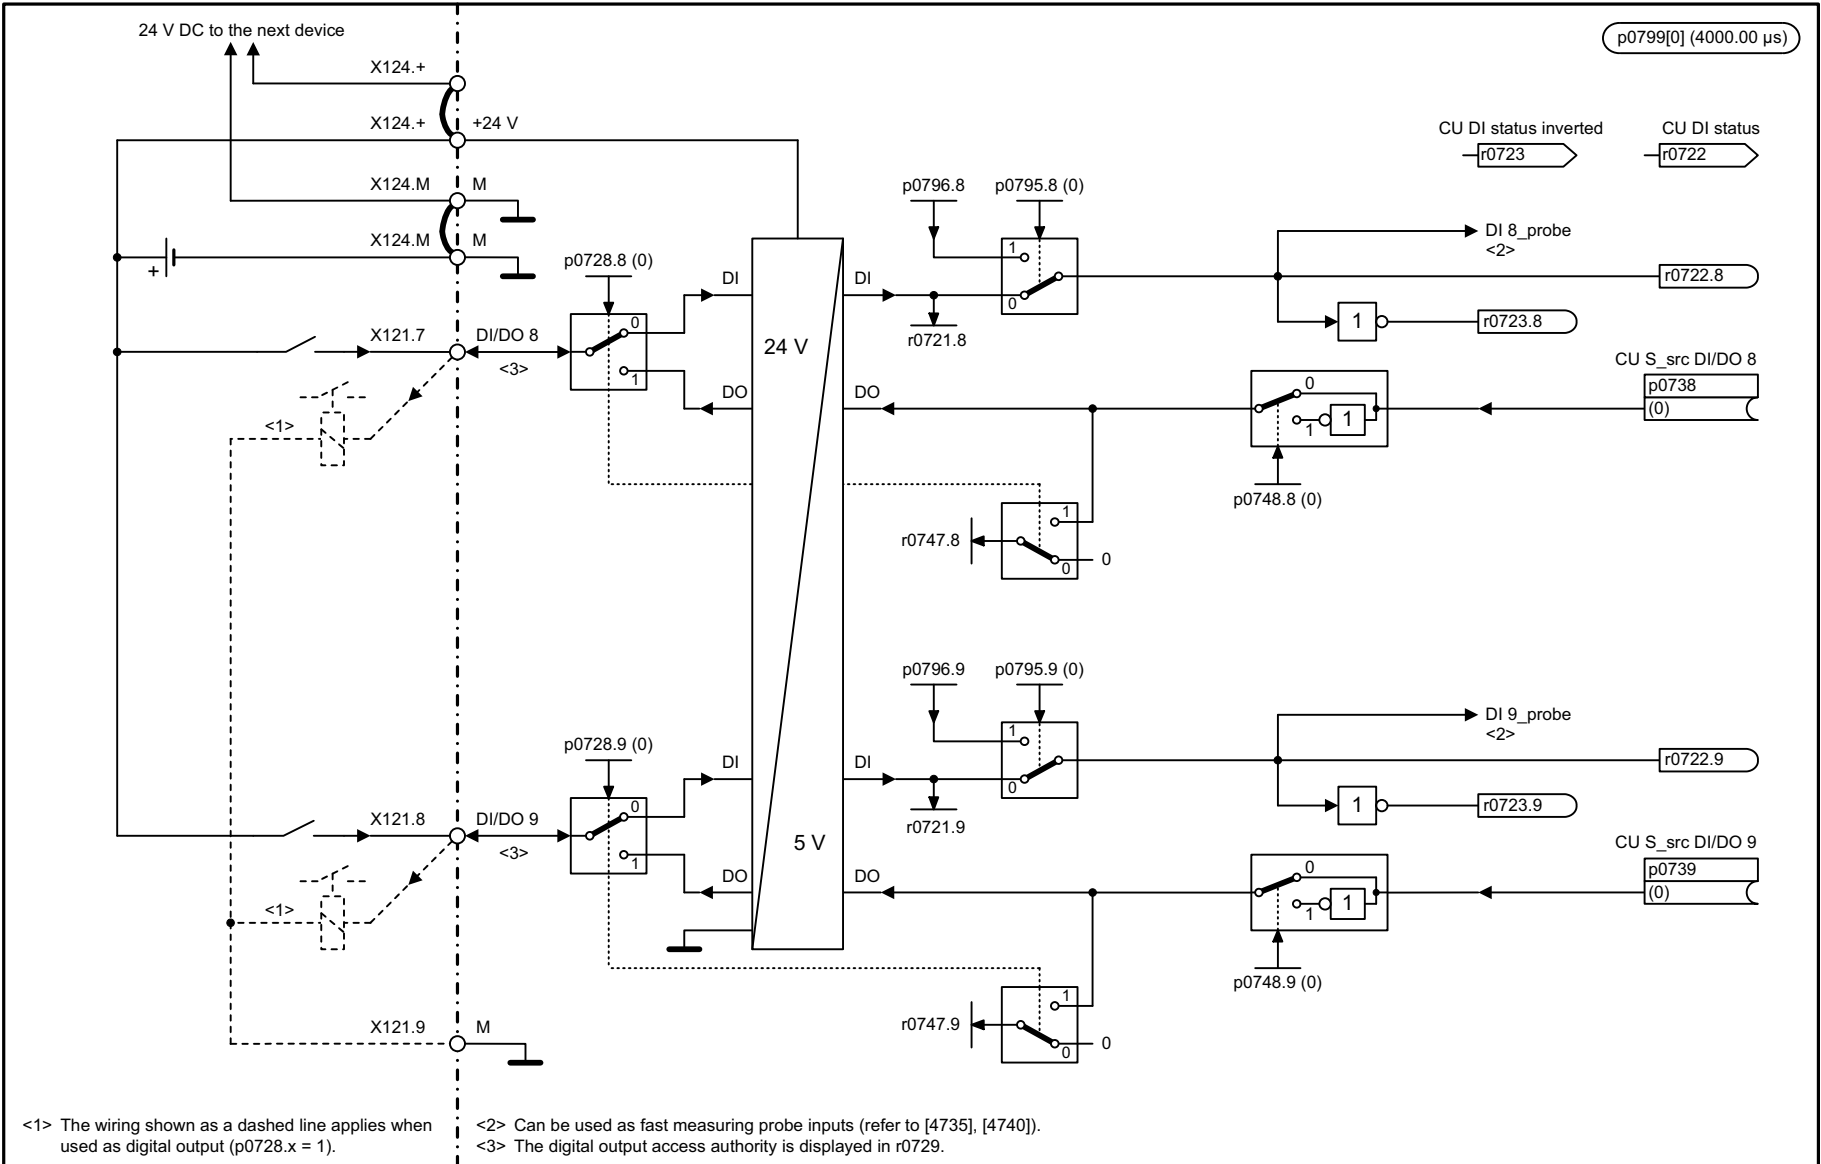 24 V DC to the next device
p0799[0] (4000.00 µs)
X124.+
X124.+
+24 V
CU DI status inverted
CU DI status
r0723
r0722
X124.M
M
p0796.8
p0795.8 (0)
X124.M
M
+
p0728.8 (0)
DI
DI
1
0
DI 8_probe
<2>
r0722.8
r0721.8
1
r0723.8
X121.7
DI/DO 8
<3>
0
1
24 V
CU S_src DI/DO 8
p0738
(0)
DO
DO
0
1
1
<1>
p0748.8 (0)
r0747.8
1
0
0
p0796.9
p0795.9 (0)
p0728.9 (0)
DI
DI
1
0
DI 9_probe
<2>
r0722.9
r0721.9
1
r0723.9
X121.8
DI/DO 9
<3>
0
1
5 V
CU S_src DI/DO 9
p0739
(0)
DO
DO
0
1
1
<1>
p0748.9 (0)
r0747.9
1
0
0
X121.9
M
<1> The wiring shown as a dashed line applies when
used as digital output (p0728.x = 1).
<2> Can be used as fast measuring probe inputs (refer to [4735], [4740]).
<3> The digital output access authority is displayed in r0729.